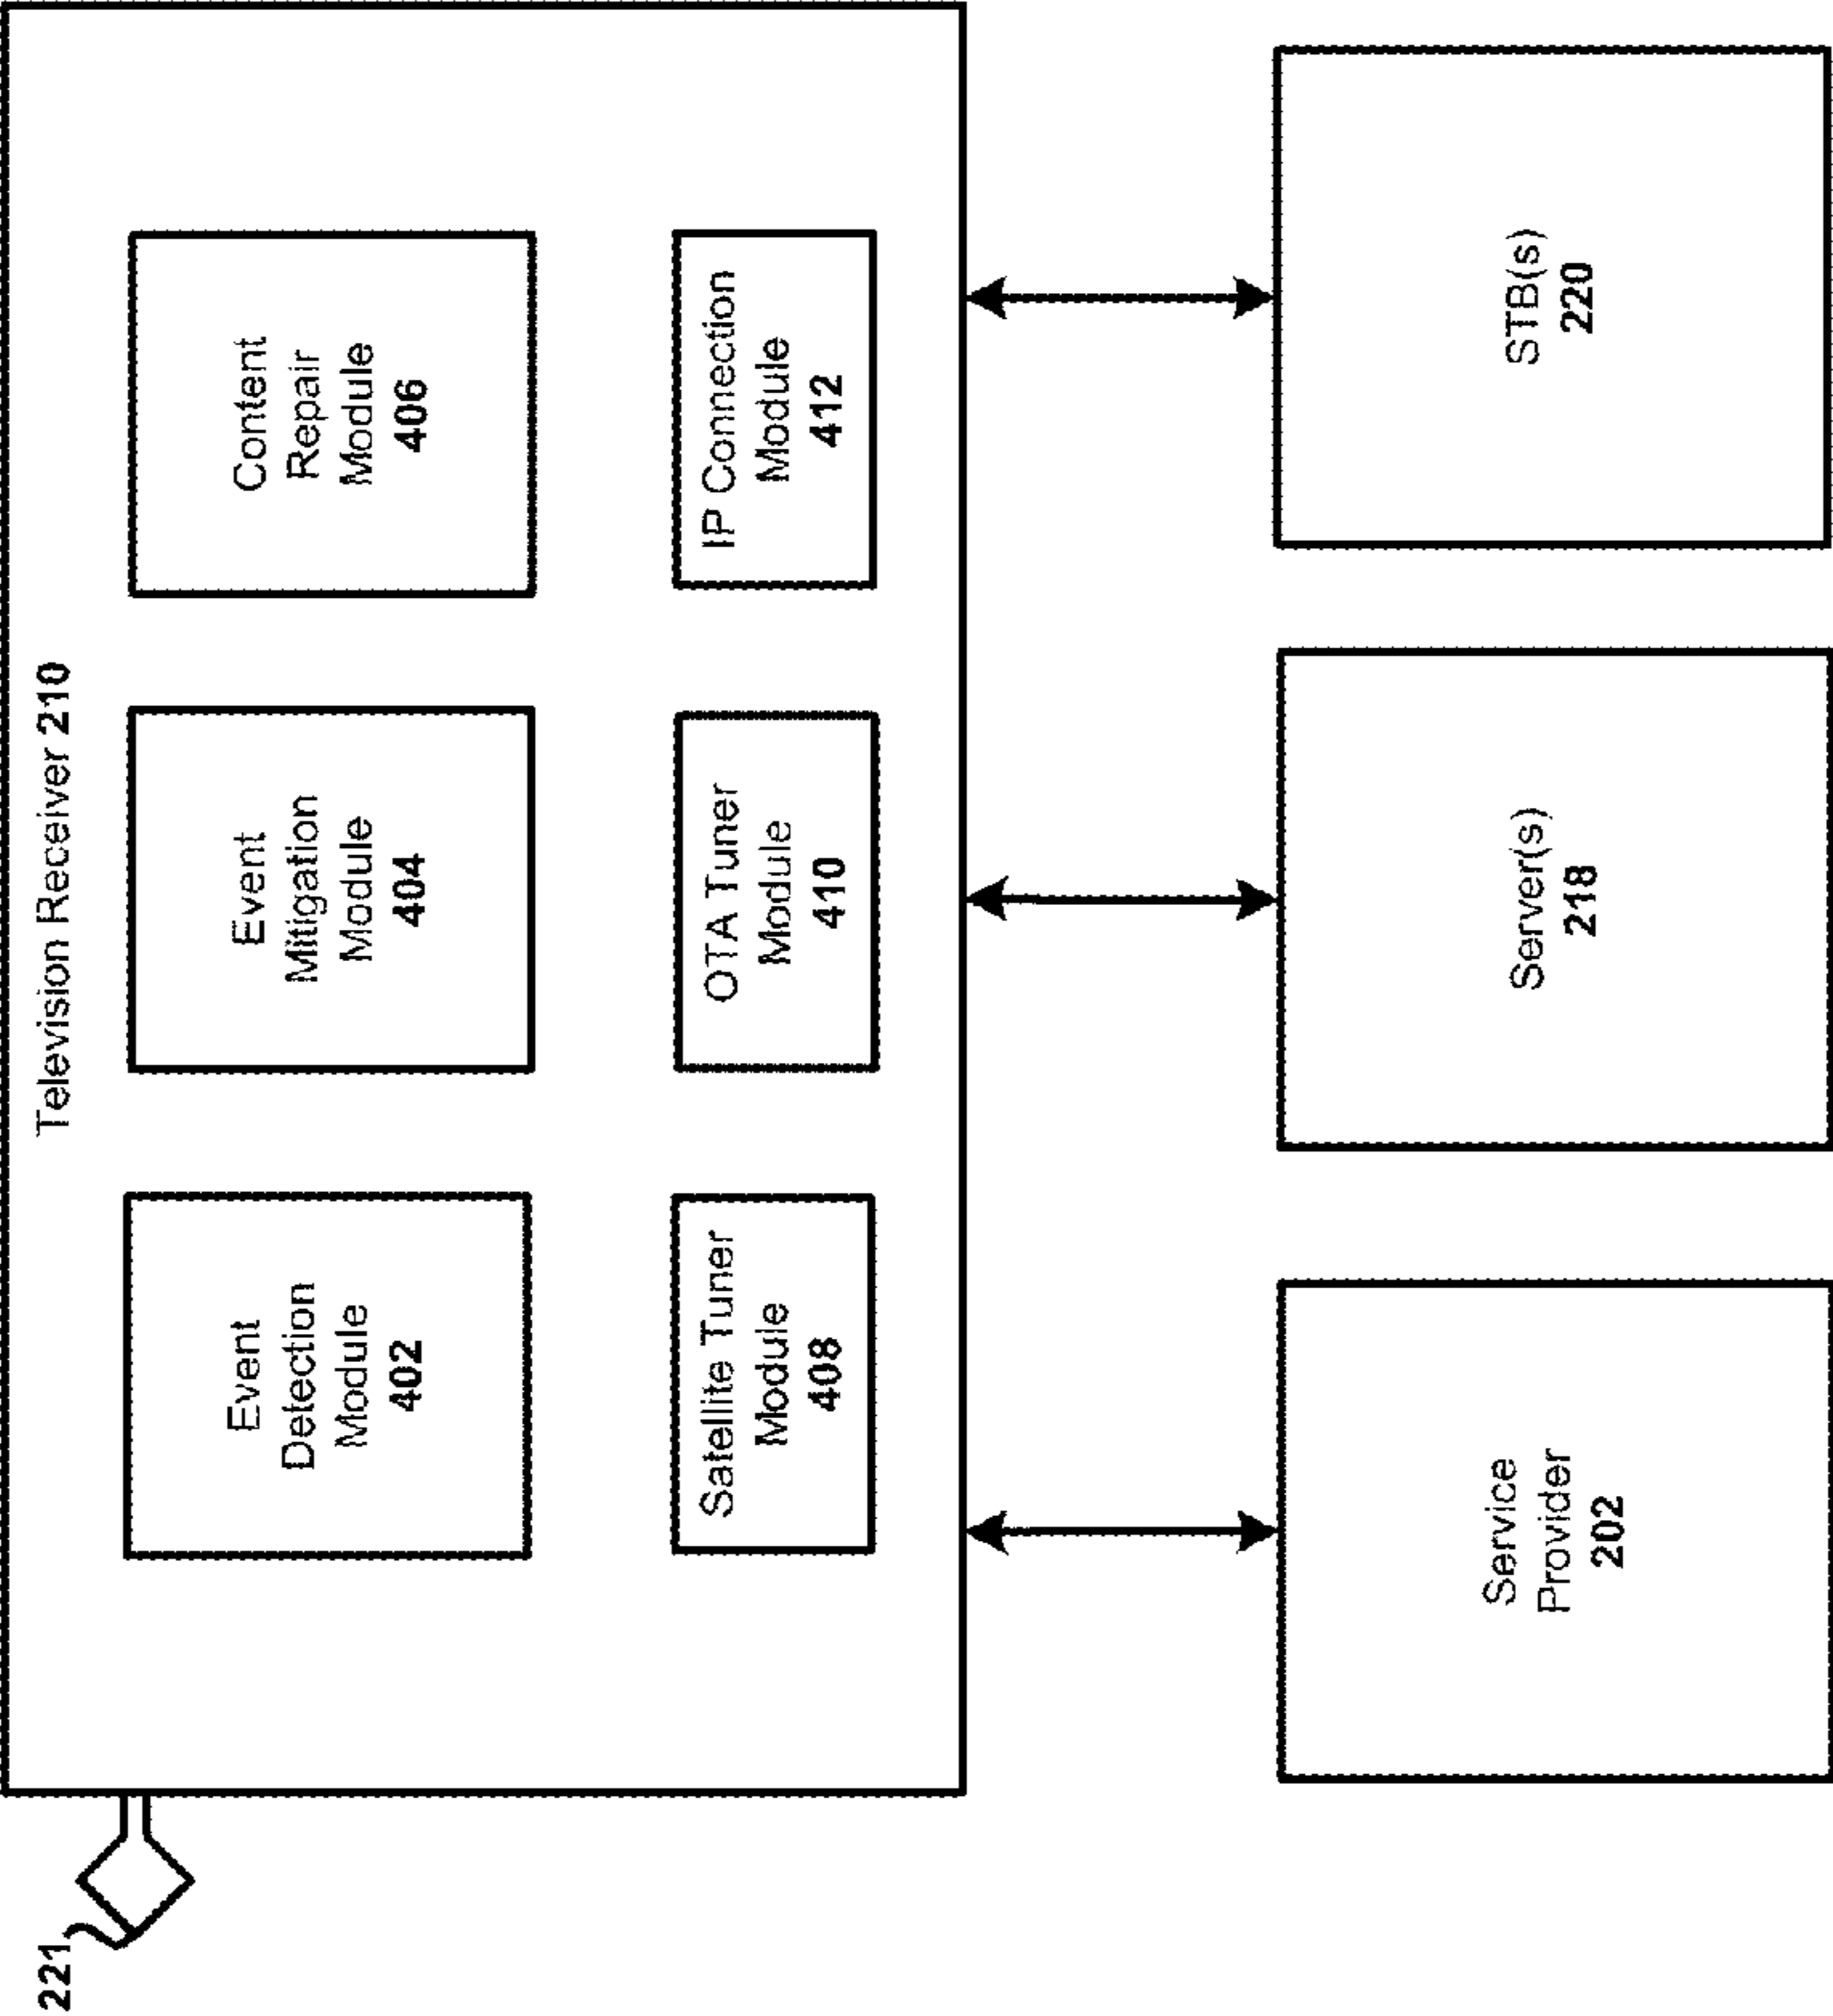 221
Television Receiver 210
Event
Detection
Module
402
Event
Mitigation
Module
404
Content
Repair
Module
406
Satellite Tuner
Module
408
OTA Tuner
Module
410
IP Connection
Module
412
Service
Provider
202
Server(s)
218
STB(s)
220